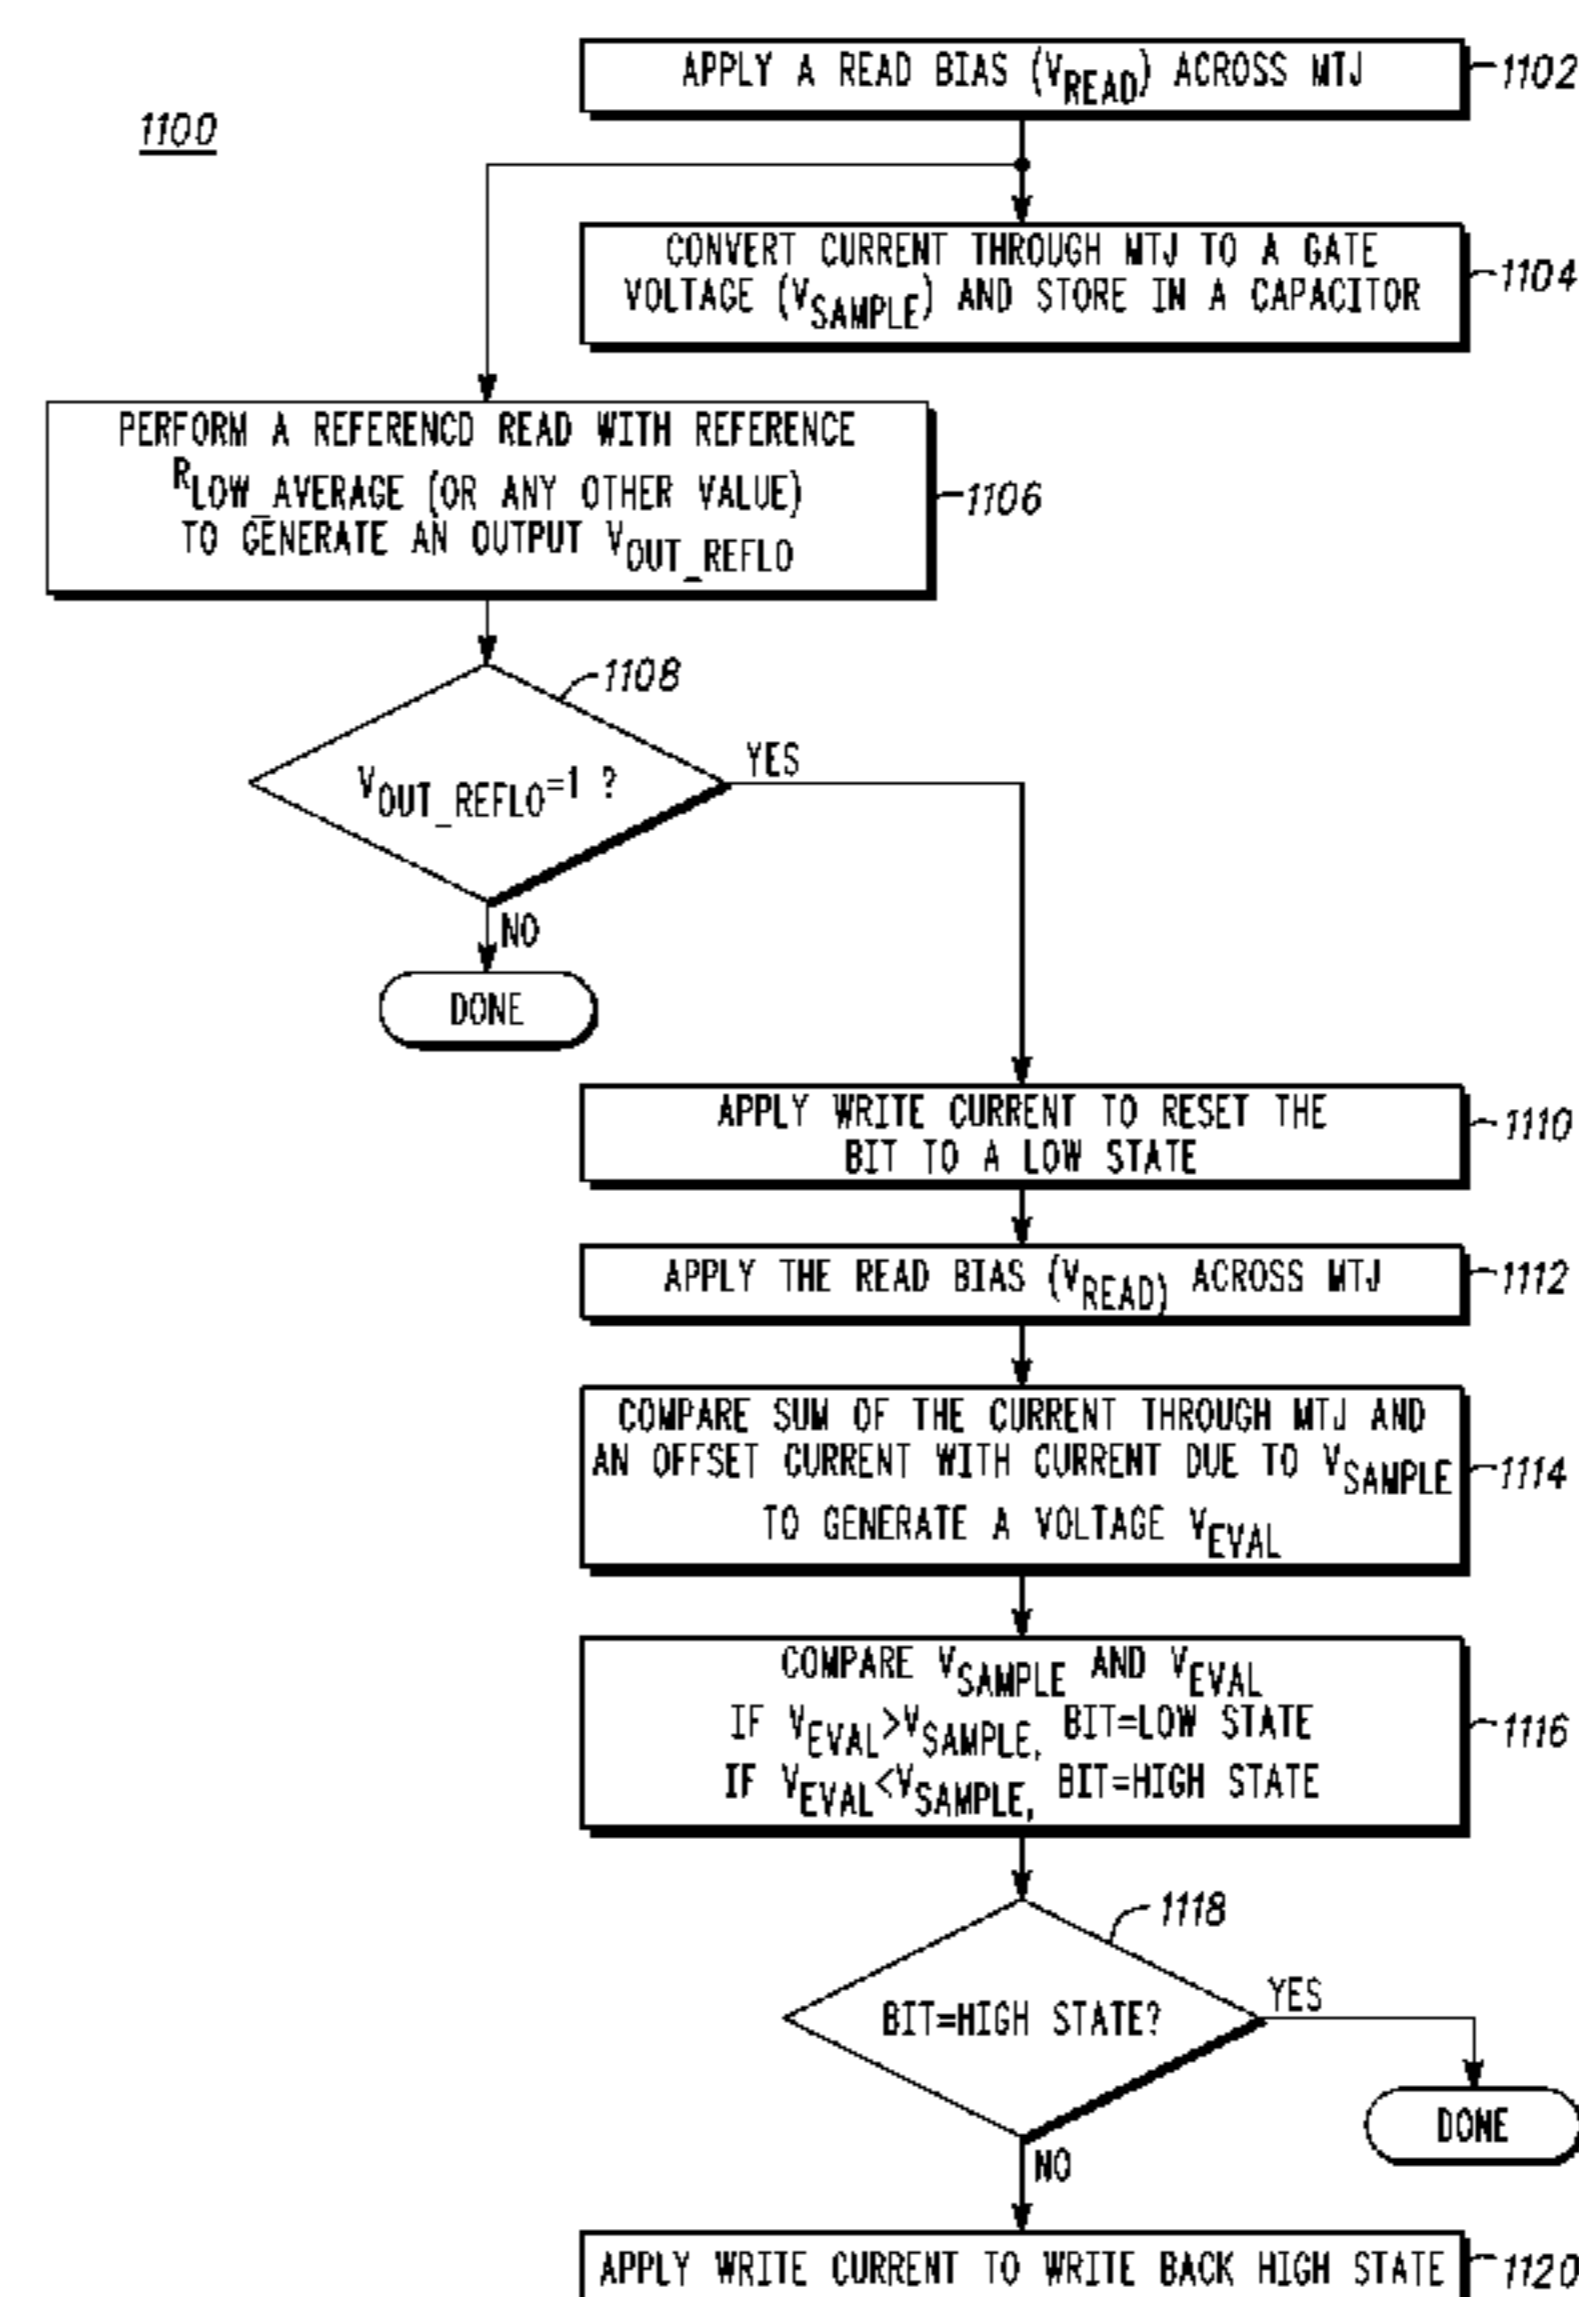 1100
APPLY A READ BIAS (VREAD) ACROSS MTJ
1102
CONVERT CURRENT THROUGH MTJ TO A GATE
VOLTAGE (VSAMPLE) AND STORE IN A CAPACITOR
1104
PERFORM A REFERENCD READ WITH REFERENCE
RLOW_AVERAGE (OR ANY OTHER VALUE)
TO GENERATE AN OUTPUT VOUT_REFLO
1106
1108
VOUT_REFLO=1 ?
YES
NO
DONE
APPLY WRITE CURRENT TO RESET THE
BIT TO A LOW STATE
1110
APPLY THE READ BIAS (VREAD) ACROSS MTJ
1112
COMPARE SUM OF THE CURRENT THROUGH MTJ AND
AN OFFSET CURRENT WITH CURRENT DUE TO VSAMPLE
TO GENERATE A VOLTAGE VEVAL
1114
COMPARE VSAMPLE AND VEVAL
IF VEVAL>VSAMPLE, BIT=LOW STATE
IF VEVAL<VSAMPLE, BIT=HIGH STATE
1116
1118
BIT=HIGH STATE?
YES
DONE
NO
APPLY WRITE CURRENT TO WRITE BACK HIGH STATE
1120